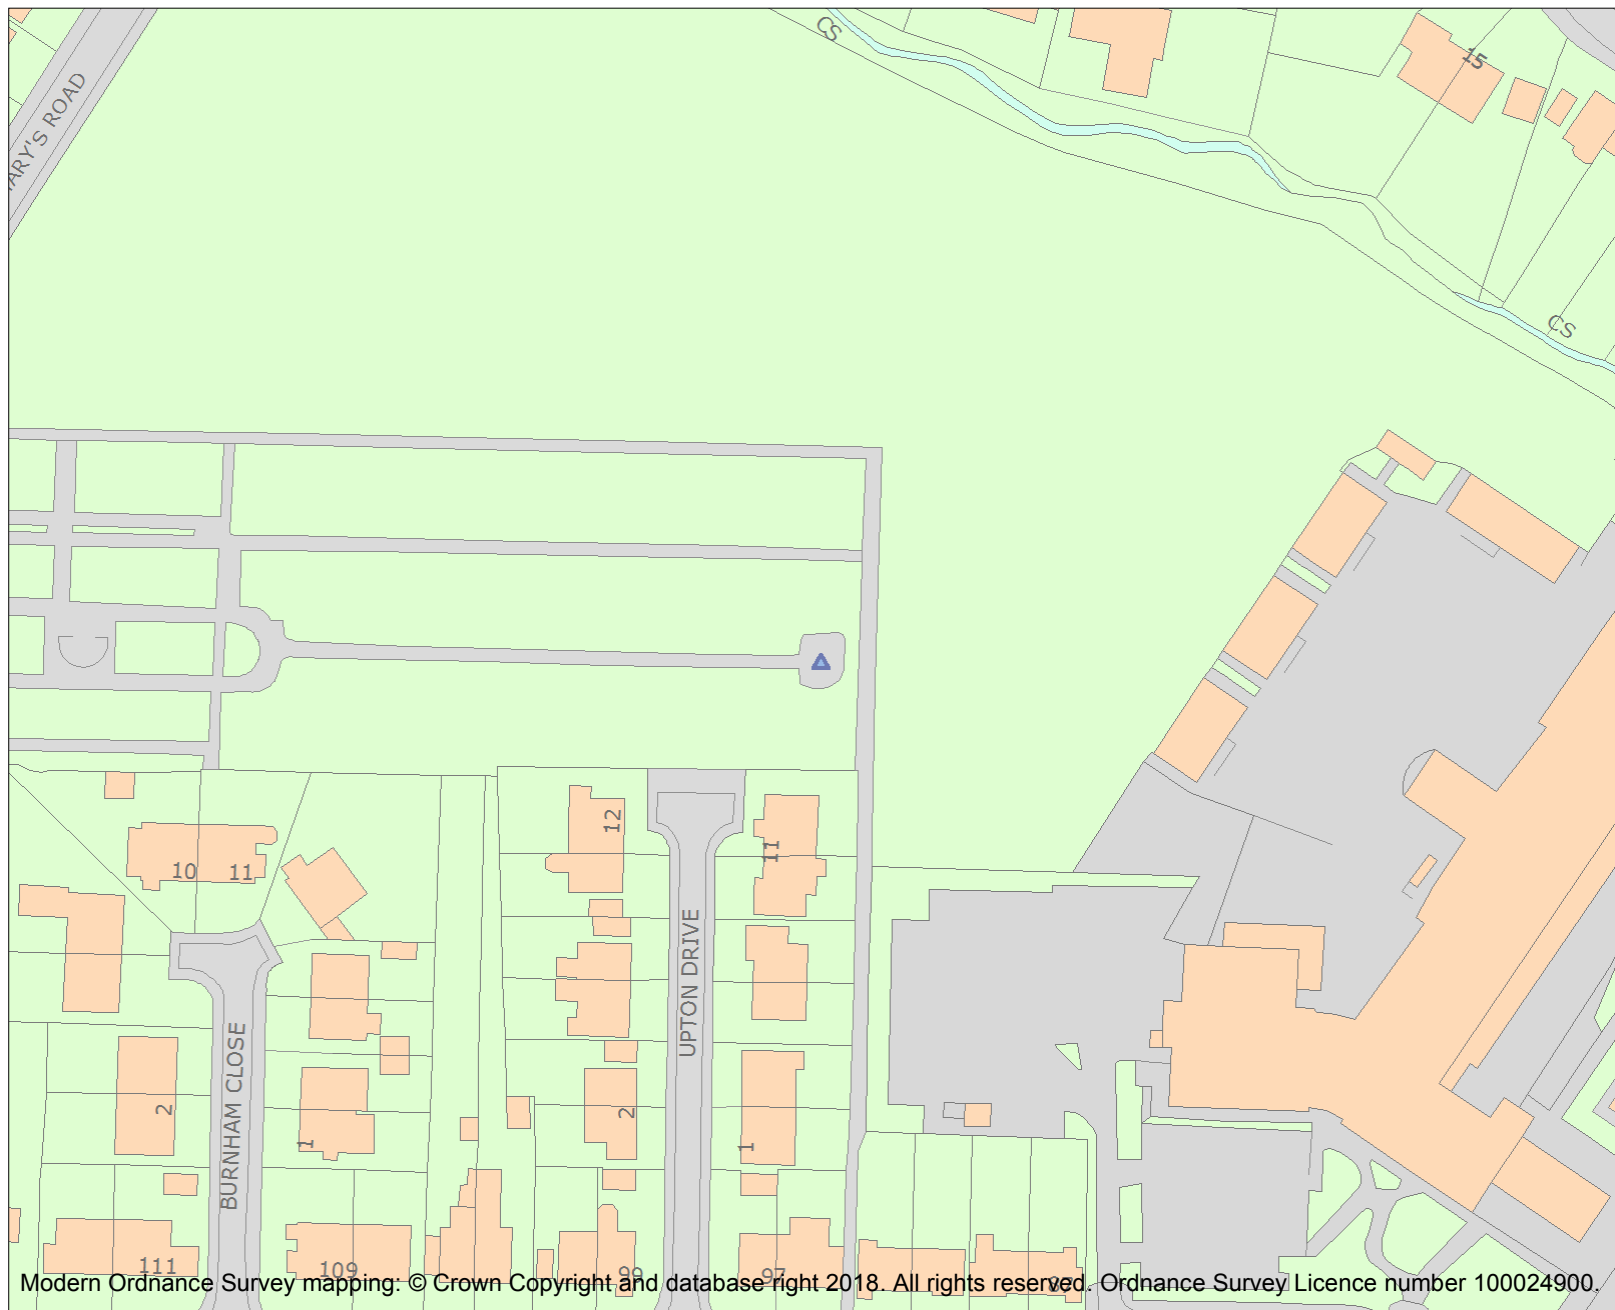 CS
15
ARY'S ROAD
CS
12
11
10
11
UPTON DRIVE
BURNHAM CLOSE
2
2
1
1
111
109
99
97
87
Modern Ordnance Survey mapping: © Crown Copyright and database right 2018. All rights reserved. Ordnance Survey Licence number 100024900.